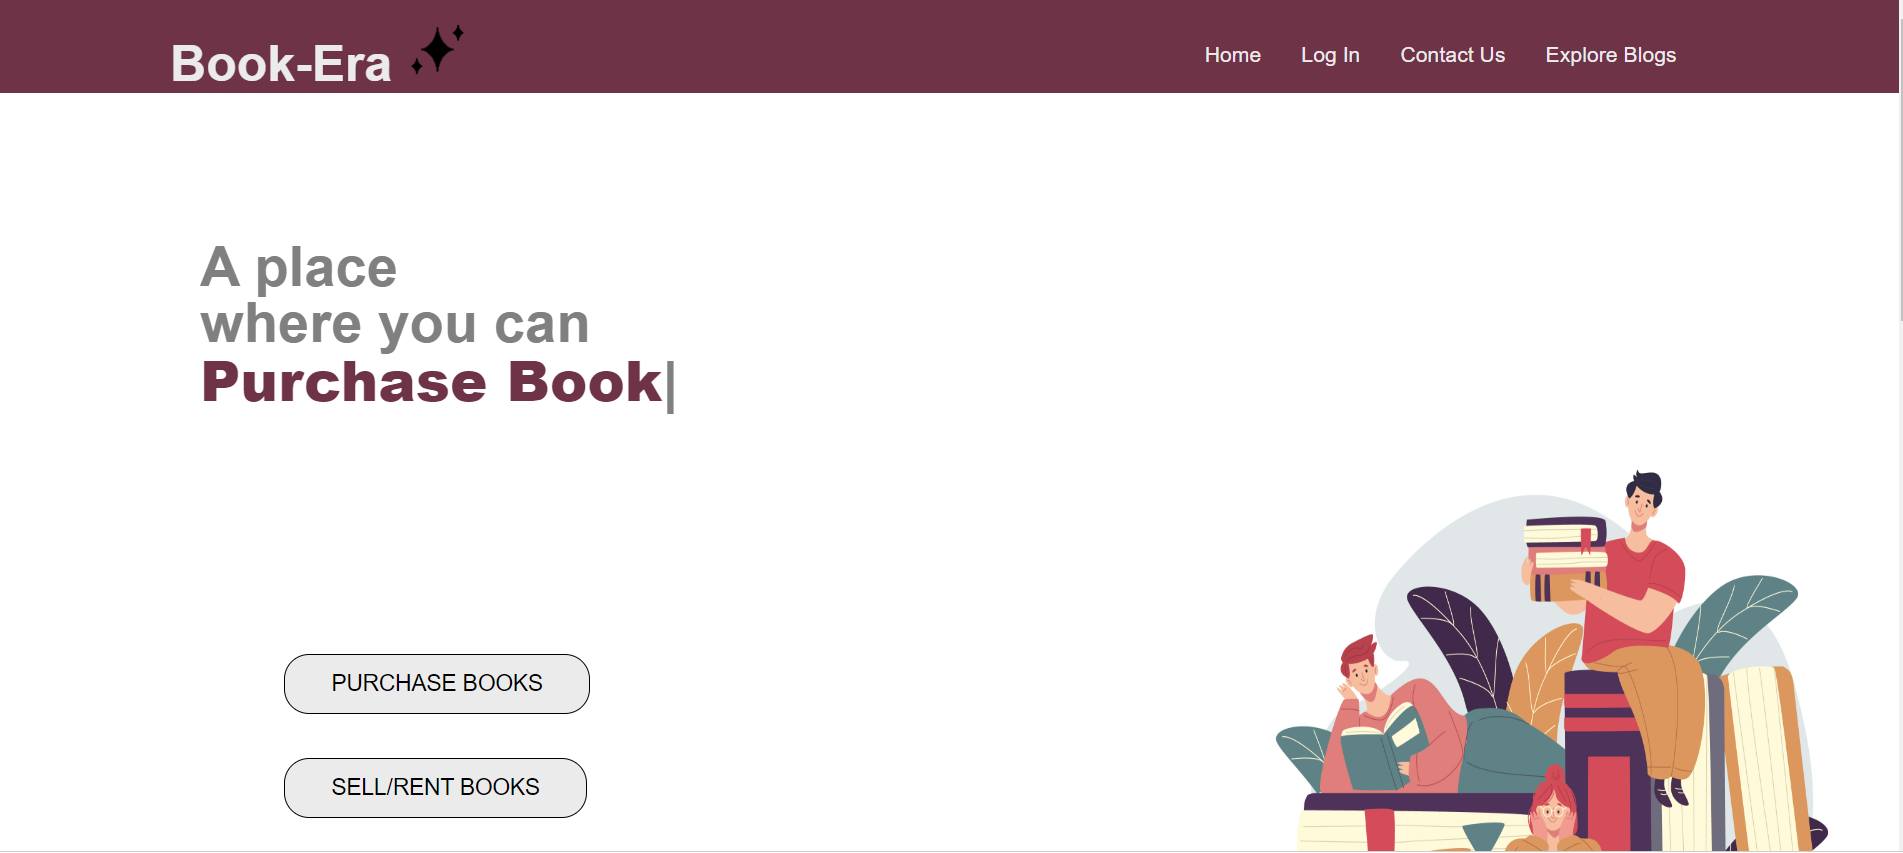 Book-Era
Home Log In Contact Us Explore Blogs
A place
where you can
Purchase Book|
PURCHASE BOOKS
SELL/RENT BOOKS